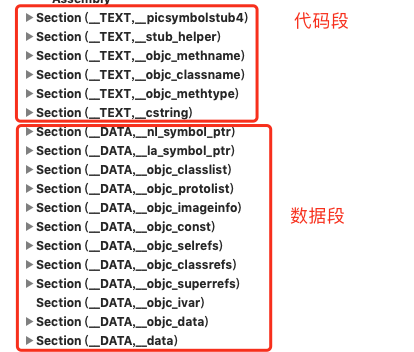 Assembly
Section (__TEXT,__picsymbolstub4)
代码段
Section (__TEXT,__stub_helper)
Section (__TEXT,__objc_methname)
Section (__TEXT,__objc_classname)
Section (__TEXT,__objc_methtype)
Section (__TEXT,__cstring)
Section (__DATA,__nl_symbol_ptr)
Section (__DATA,__la_symbol_ptr)
Section (__DATA,__objc_classlist)
Section (__DATA,__objc_protolist)
Section (__DATA,__objc_imageinfo)
数据段
Section (__DATA,__objc_const)
Section (__DATA,__objc_selrefs)
Section (__DATA,__objc_classrefs)
Section (__DATA,__objc_superrefs)
Section (__DATA,__objc_ivar)
Section (__DATA,__objc_data)
Section (__DATA,__data)